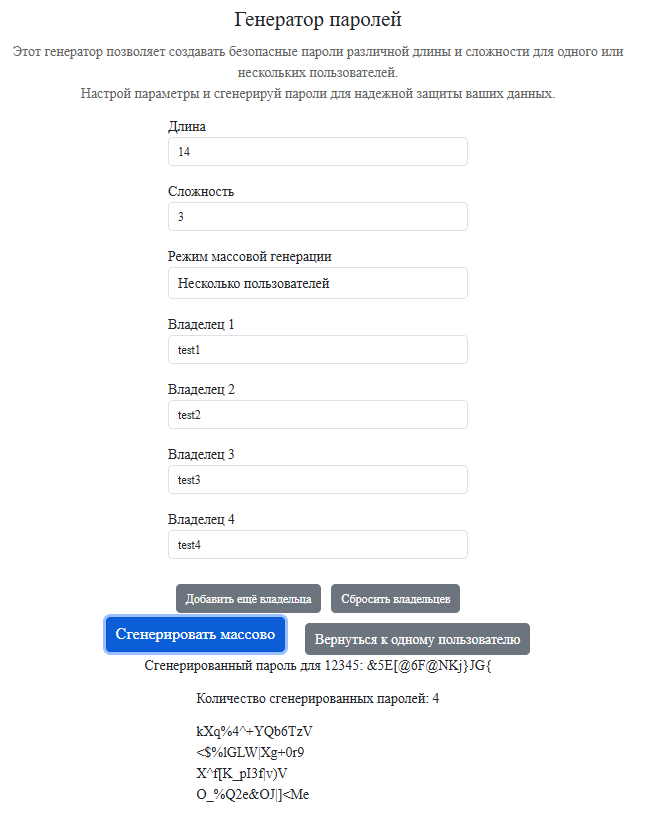 Генератор паролей
Этот генератор позволяет создавать безопасные пароли различной длины и сложности для одного или
нескольких пользователей.
Настрой параметры и сгенерируй пароли для надежной защиты ваших данных.
Длина
14
Сложность
3
Режим массовой генерации
Несколько пользователей
Владелец 1
test1
Владелец 2
test2
Владелец 3
test3
Владелец 4
test4
Добавить ещё владельца Сбросить владельцев
Сгенерировать массово Вернуться к одному пользователю
Сгенерированный пароль для 12345: &5E[@6F@NKj}JG{
Количество сгенерированных паролей: 4
kXq%4^+YQb6TzV
<$%lGLW|Xg+0r9
X^f[K_pI3f|v)V
O_%Q2e&OJ|]<Me